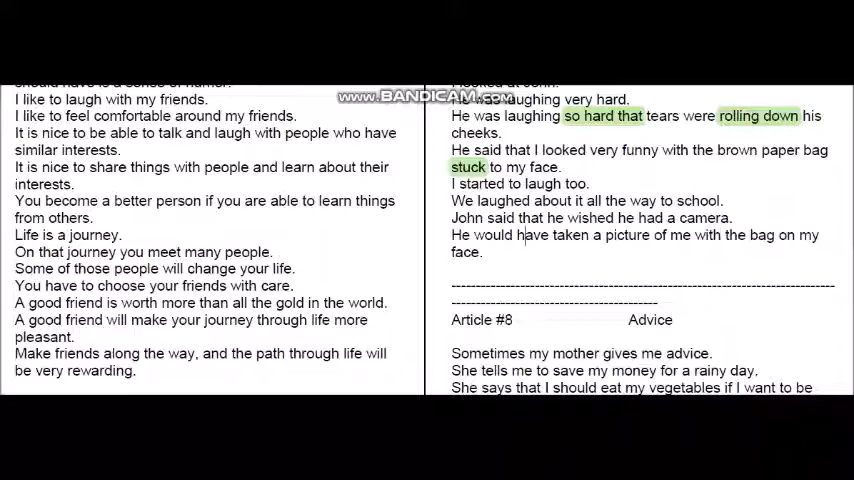 should have is a sense of humor.
I like to laugh with my friends.
I like to feel comfortable around my friends.
It is nice to be able to talk and laugh with people who have
similar interests.
It is nice to share things with people and learn about their
interests.
You become a better person if you are able to learn things
from others.
Life is a journey.
On that journey you meet many people.
Some of those people will change your life.
You have to choose your friends with care.
A good friend is worth more than all the gold in the world.
A good friend will make your journey through life more
pleasant.
Make friends along the way, and the path through life will
be very rewarding.
www.BANDICAM.com
I looked at John.
He was laughing very hard.
He was laughing so hard that tears were rolling down his
cheeks.
He said that I looked very funny with the brown paper bag
stuck to my face.
I started to laugh too.
We laughed about it all the way to school.
John said that he wished he had a camera.
He would have taken a picture of me with the bag on my
face.
--------------------------------------------------------------------------------
-------------------------------------------
Article #8 Advice
Sometimes my mother gives me advice.
She tells me to save my money for a rainy day.
She says that I should eat my vegetables if I want to be